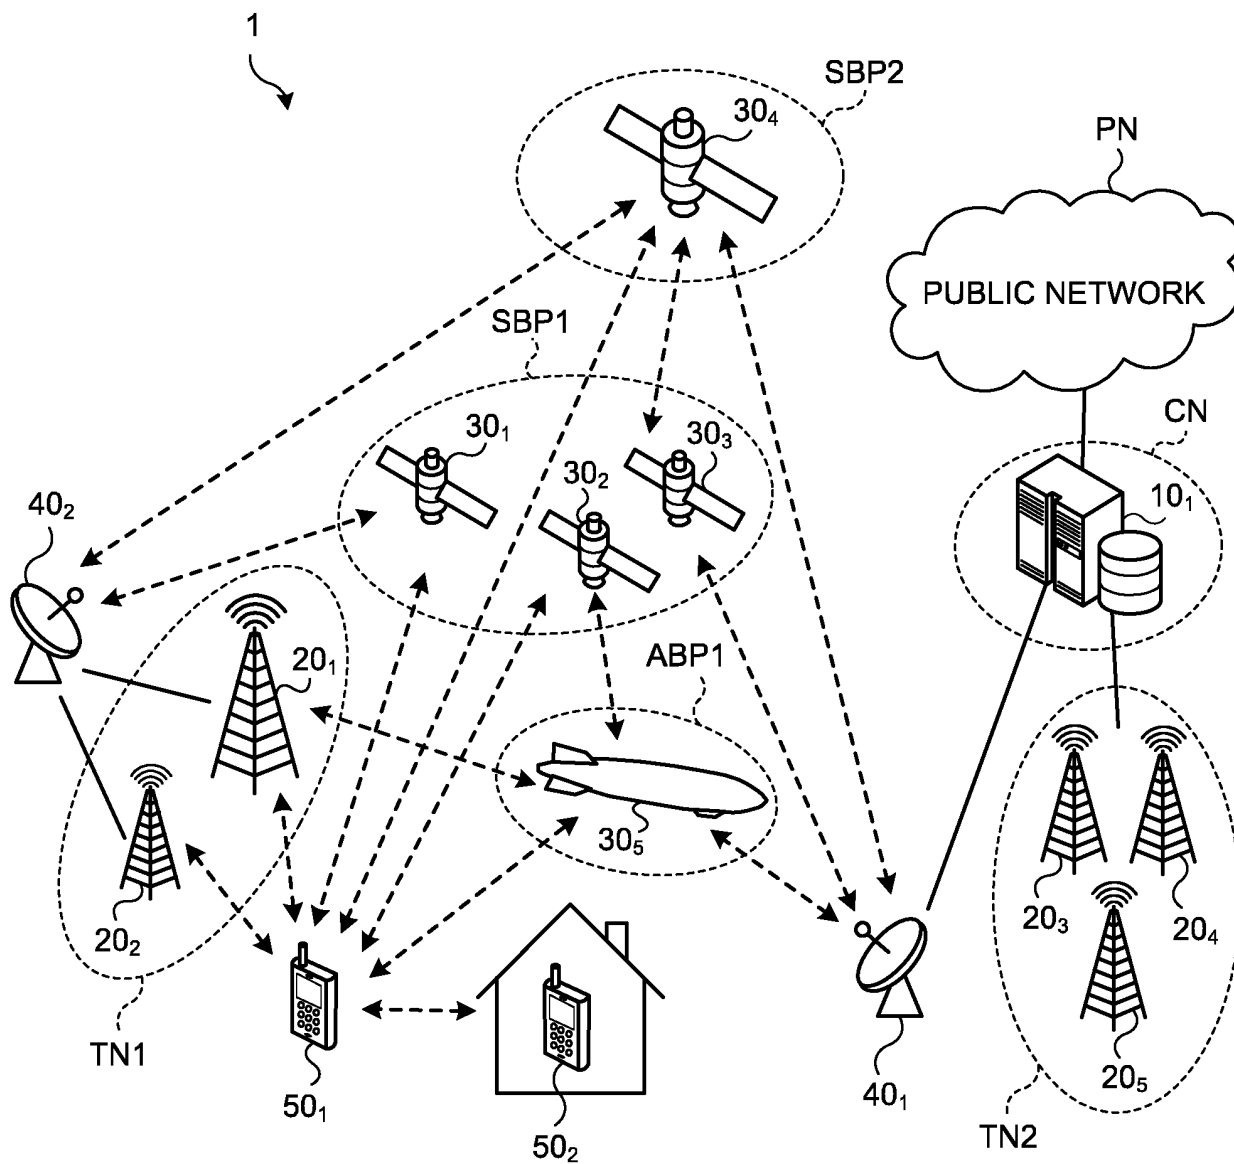 1
SBP2
30₄
PN
PUBLIC NETWORK
SBP1
CN
30₁
30₃
30₂
10₁
40₂
20₁
ABP1
30₅
20₂
20₃
20₄
TN1
50₁
50₂
40₁
20₅
TN2